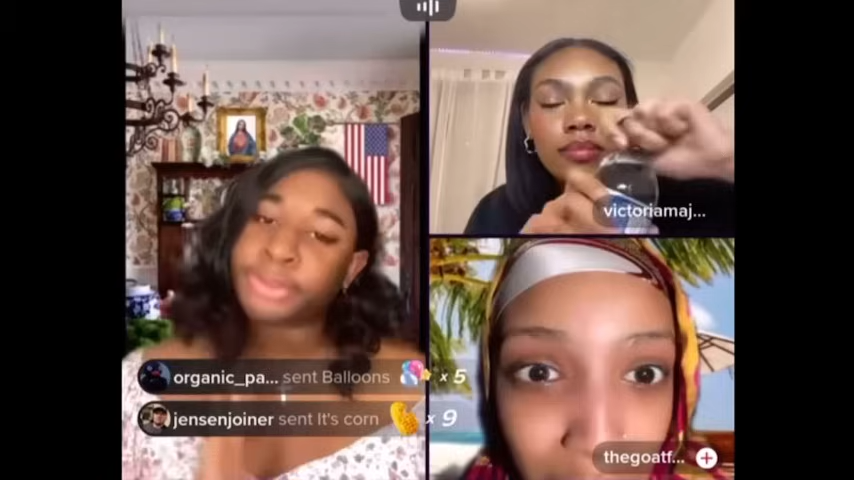 victoriamaj...
organic_pa... sent Balloons x 5
jensenjoiner sent It's corn x 9
thegoatf...